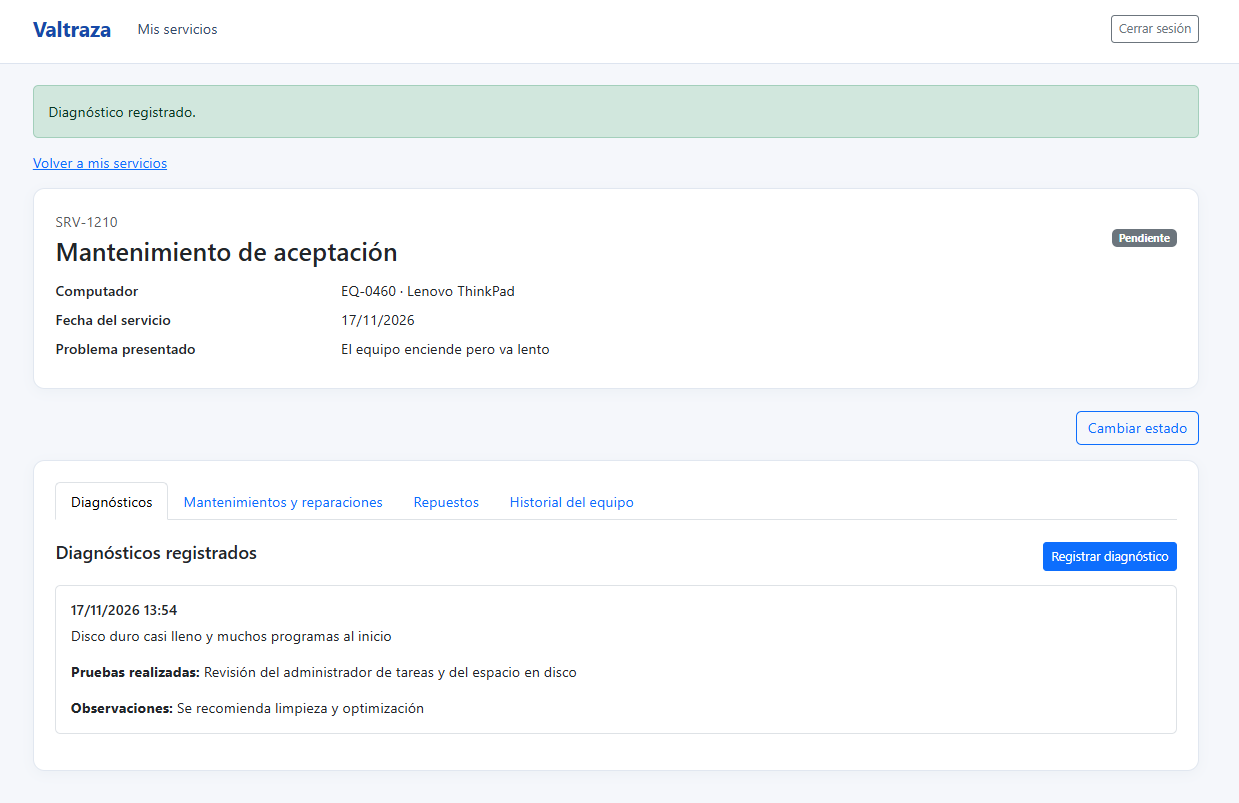 Valtraza
Mis servicios
Cerrar sesión
Diagnóstico registrado.
Volver a mis servicios
SRV-1210
Mantenimiento de aceptación
Pendiente
Computador EQ-0460 · Lenovo ThinkPad
Fecha del servicio 17/11/2026
Problema presentado El equipo enciende pero va lento
Cambiar estado
Diagnósticos Mantenimientos y reparaciones Repuestos Historial del equipo
Diagnósticos registrados
Registrar diagnóstico
17/11/2026 13:54
Disco duro casi lleno y muchos programas al inicio
Pruebas realizadas: Revisión del administrador de tareas y del espacio en disco
Observaciones: Se recomienda limpieza y optimización